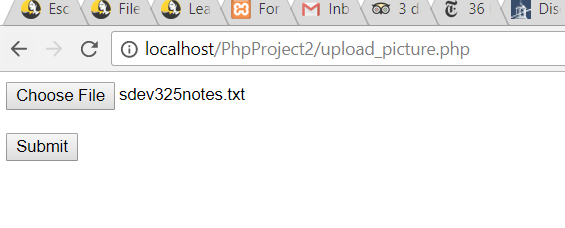 Esc File Lea For Inb 3 d 36 Dis
localhost/PhpProject2/upload_picture.php
Choose File sdev325notes.txt
Submit